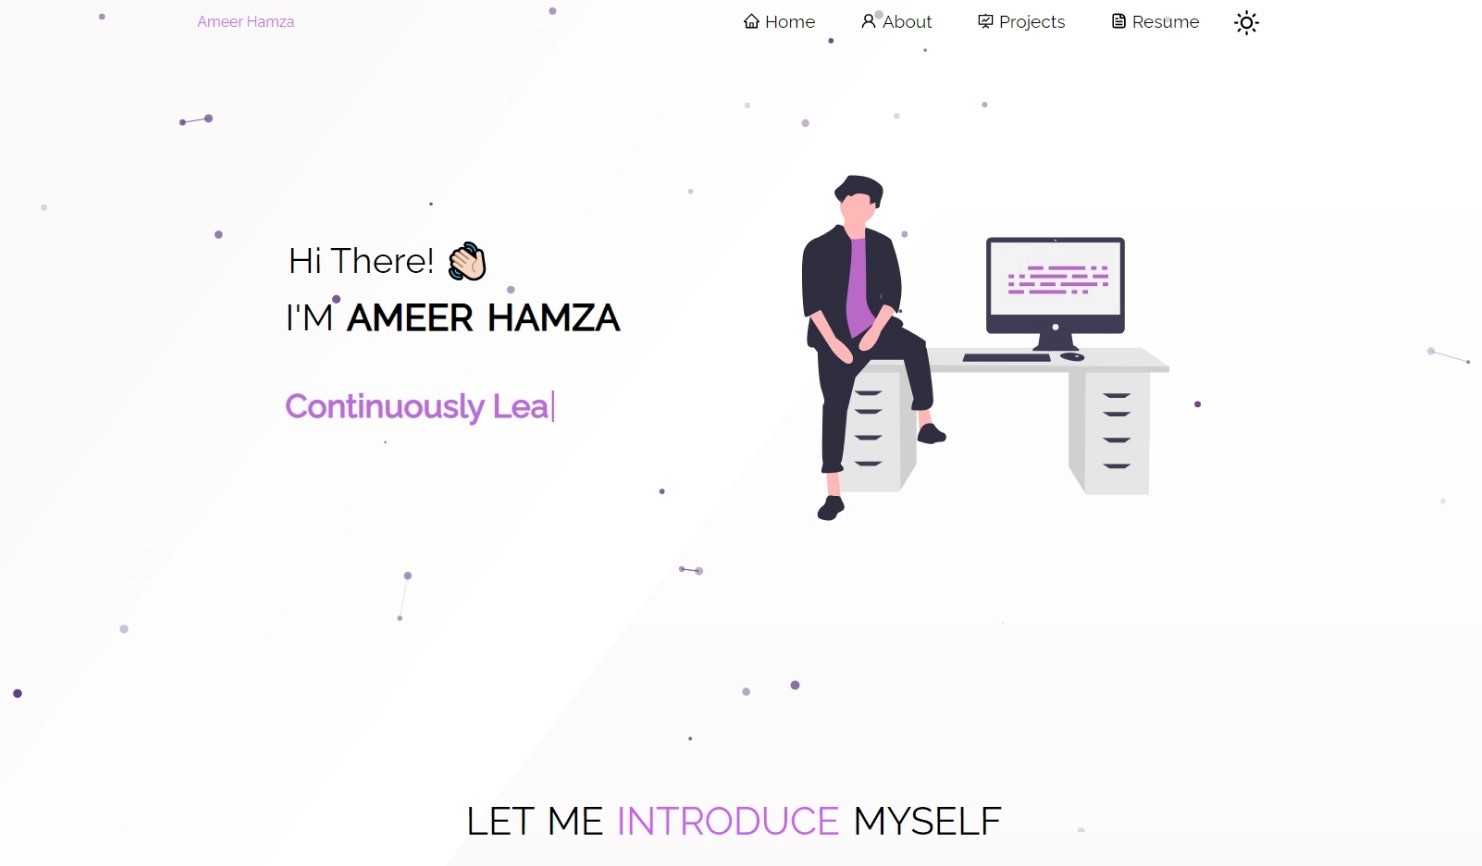 Ameer Hamza
Home About Projects Resume
Hi There!
I'M AMEER HAMZA
Continuously Lea
LET ME INTRODUCE MYSELF